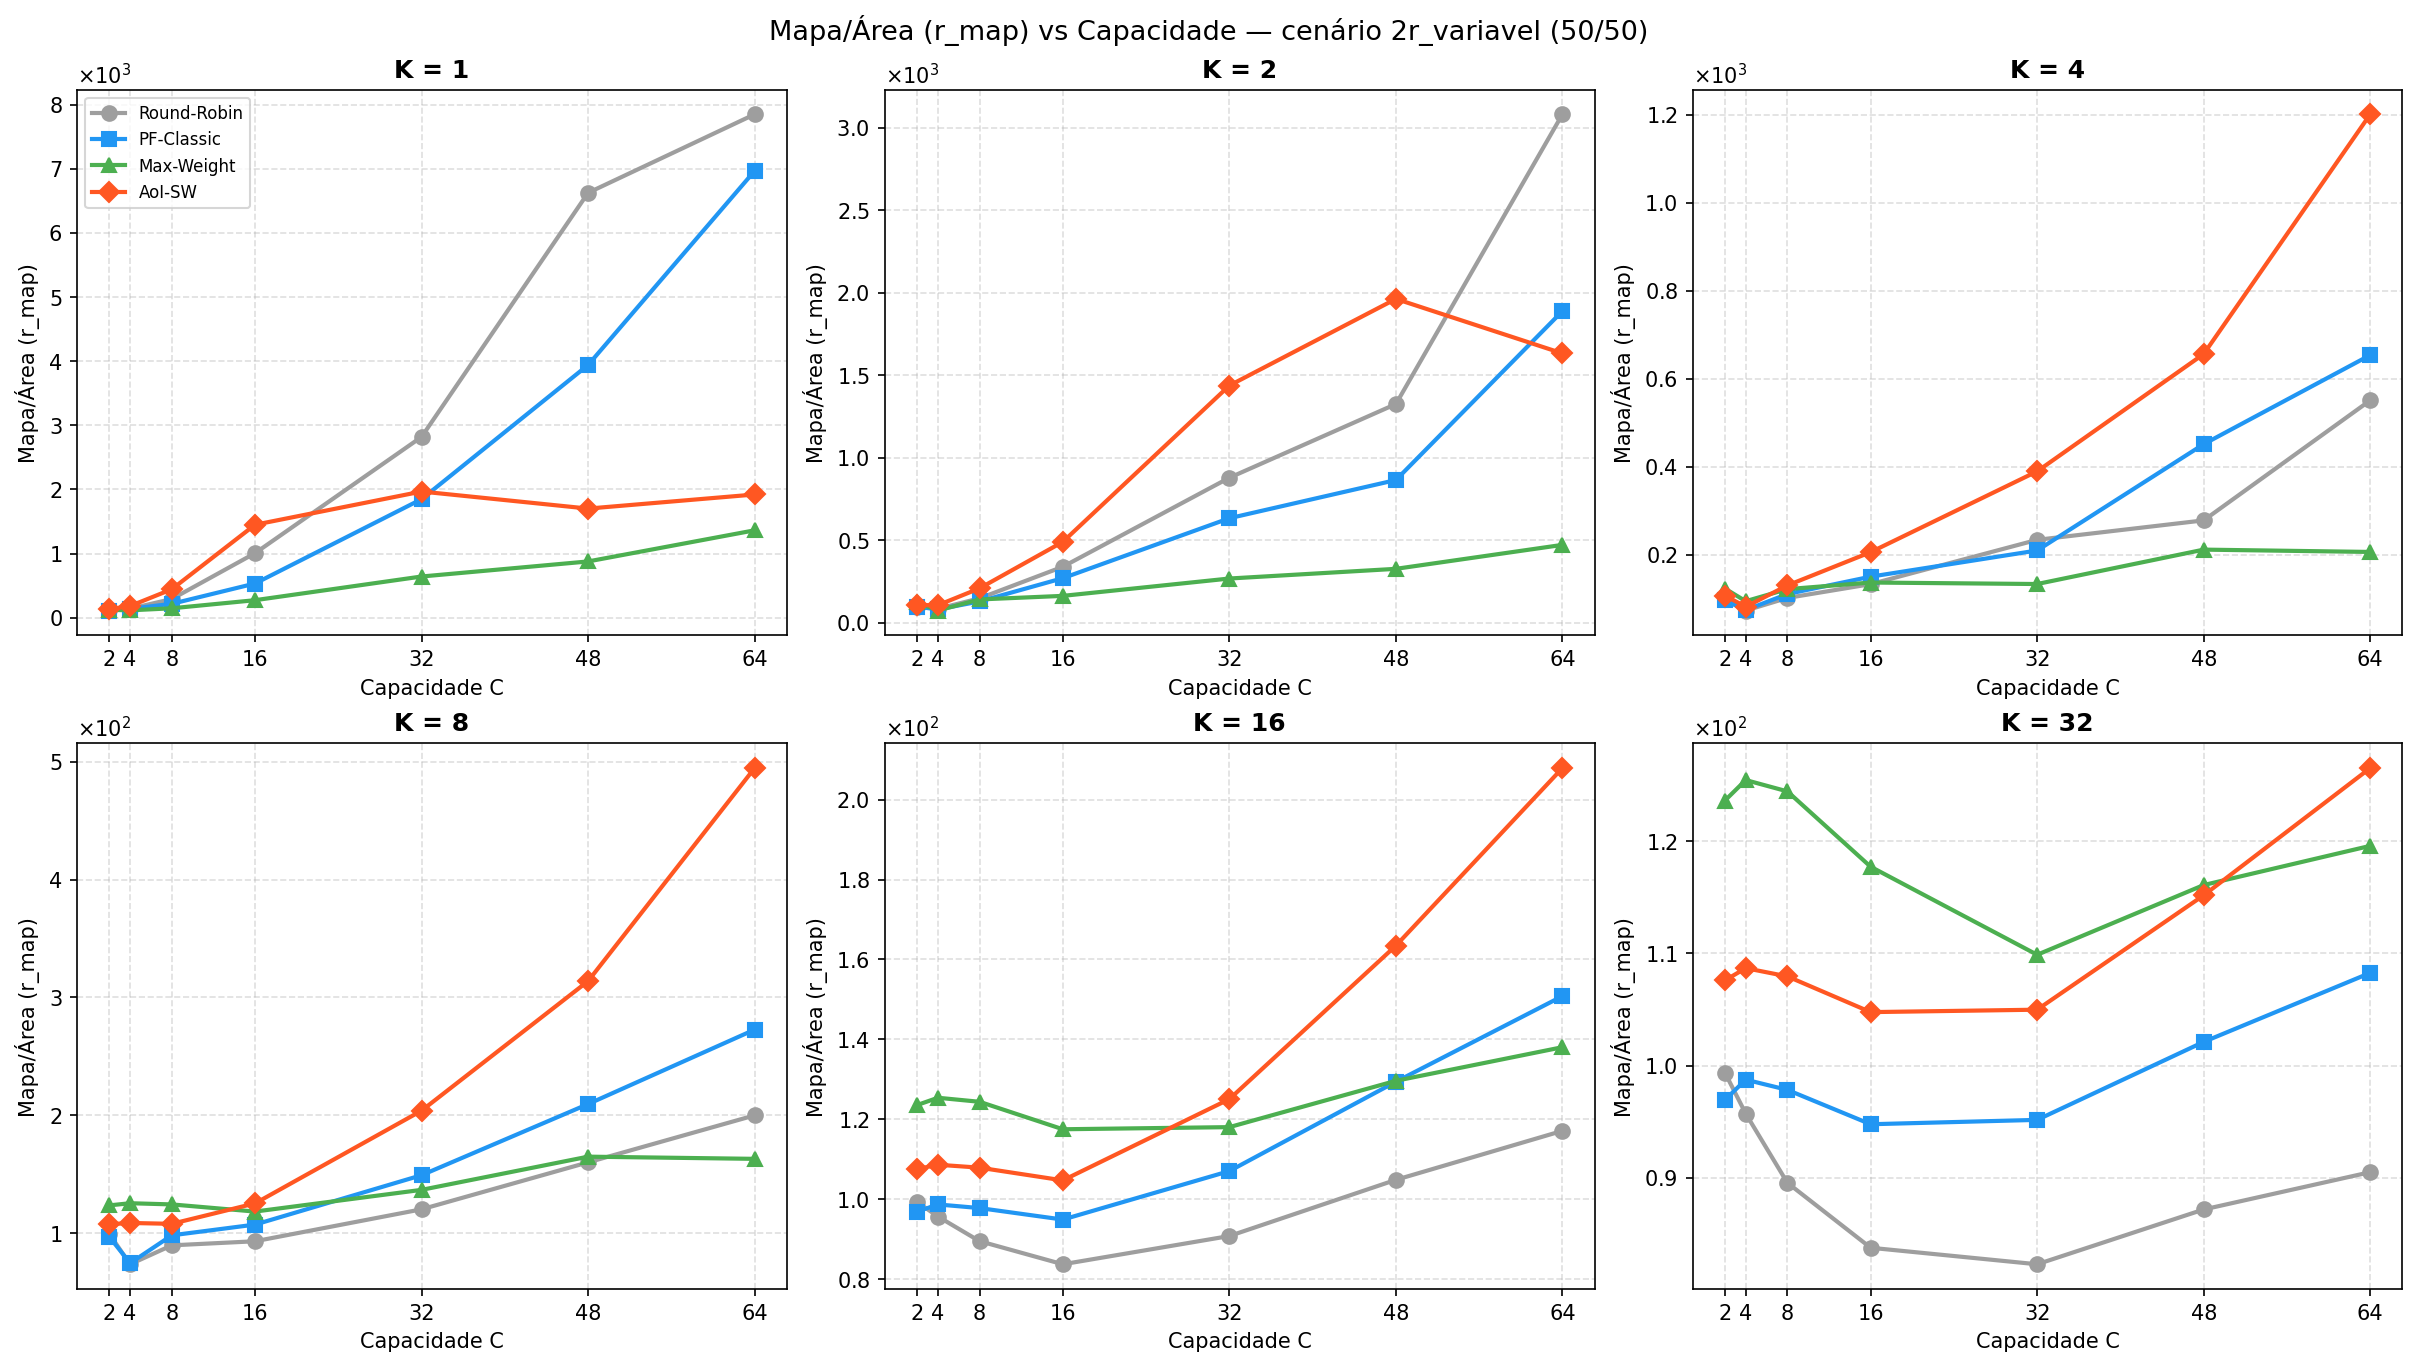 Mapa/Área (r_map) vs Capacidade — cenário 2r_variavel (50/50)
K = 1
×10³
8
7
6
5
4
3
2
1
0
Mapa/Área (r_map)
Round-Robin
PF-Classic
Max-Weight
AoI-SW
2 4 8 16 32 48 64
Capacidade C
K = 2
×10³
3.0
2.5
2.0
1.5
1.0
0.5
0.0
Mapa/Área (r_map)
2 4 8 16 32 48 64
Capacidade C
K = 4
×10³
1.2
1.0
0.8
0.6
0.4
0.2
Mapa/Área (r_map)
2 4 8 16 32 48 64
Capacidade C
K = 8
×10²
5
4
3
2
1
Mapa/Área (r_map)
2 4 8 16 32 48 64
Capacidade C
K = 16
×10²
2.0
1.8
1.6
1.4
1.2
1.0
0.8
Mapa/Área (r_map)
2 4 8 16 32 48 64
Capacidade C
K = 32
×10²
1.2
1.1
1.0
0.9
Mapa/Área (r_map)
2 4 8 16 32 48 64
Capacidade C